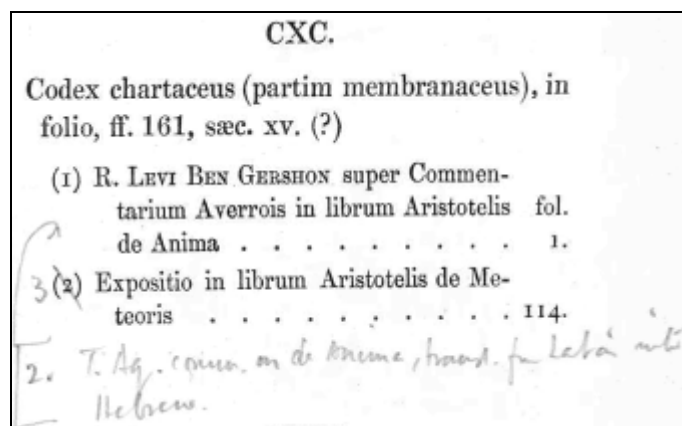 CXC.
Codex chartaceus (partim membranaceus), in
folio, ff. 161, sæc. xv. (?)
(1) R. Levi Ben Gershon super Commen-
tarium Averrois in librum Aristotelis fol.
de Anima . . . . . . . . . 1.
3 (2) Expositio in librum Aristotelis de Me-
teoris . . . . . . . . . . 114.
2. T. Aq. comm. on de Anima, transl. fm Latin into
Hebrew.